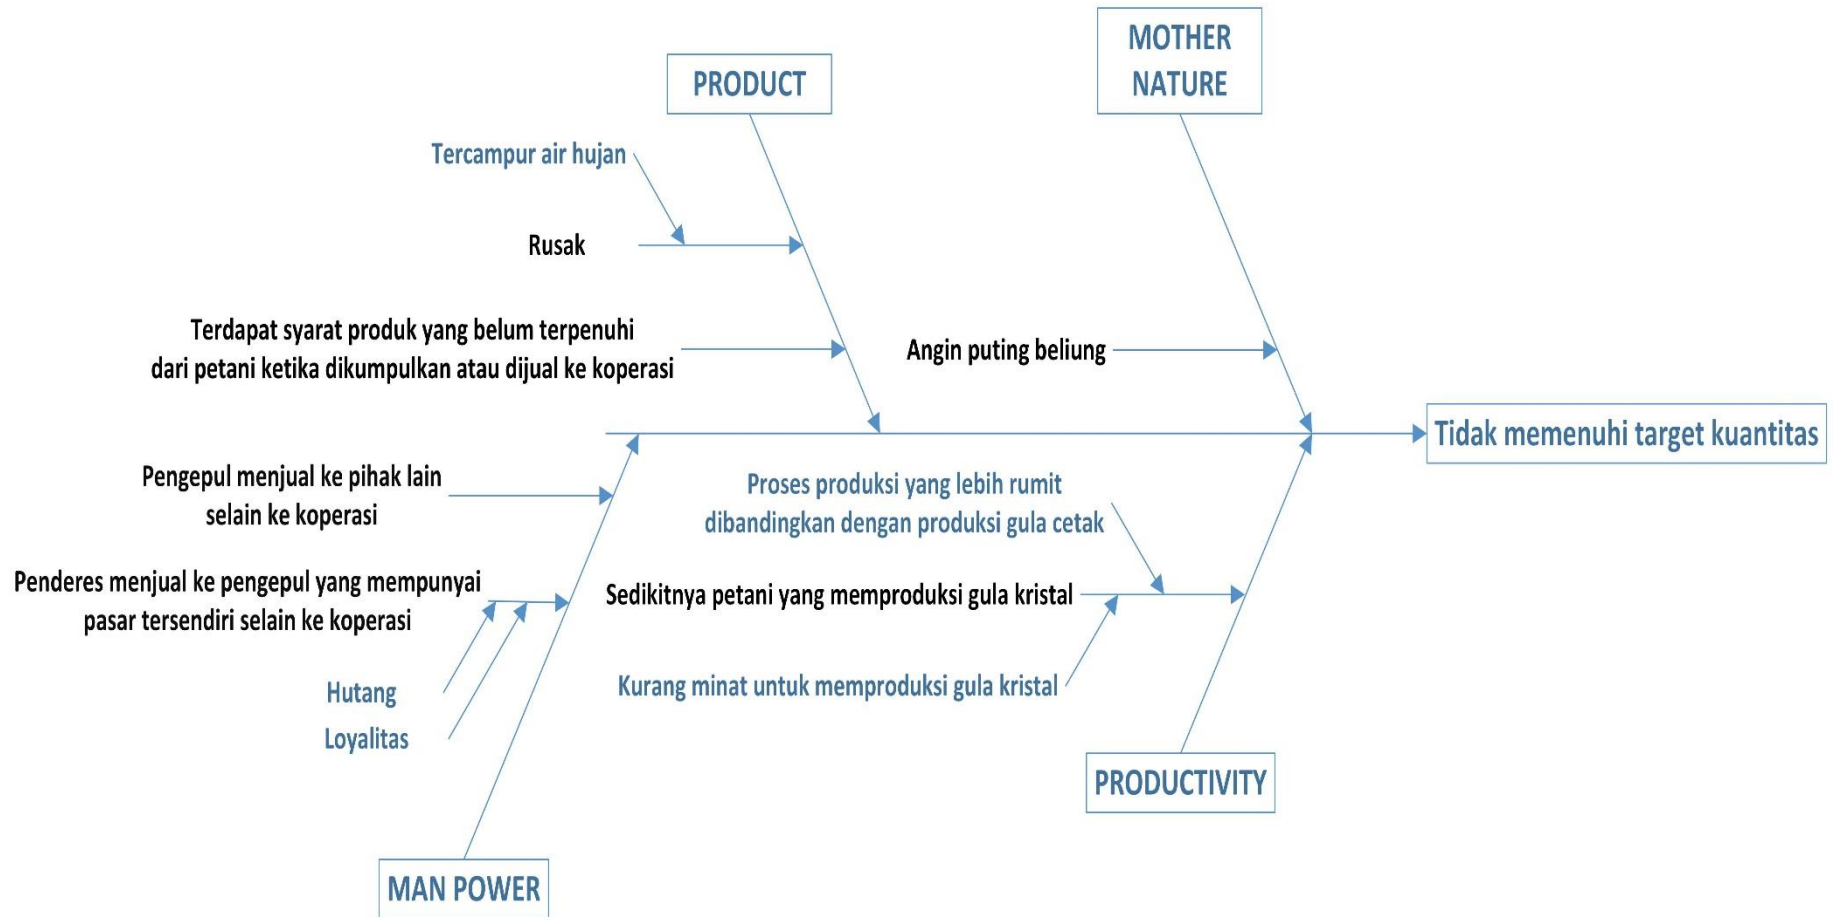 MOTHER
NATURE
PRODUCT
Tercampur air hujan
Rusak
Terdapat syarat produk yang belum terpenuhi
dari petani ketika dikumpulkan atau dijual ke koperasi
Angin puting beliung
Tidak memenuhi target kuantitas
Pengepul menjual ke pihak lain
selain ke koperasi
Proses produksi yang lebih rumit
dibandingkan dengan produksi gula cetak
Penderes menjual ke pengepul yang mempunyai
pasar tersendiri selain ke koperasi
Sedikitnya petani yang memproduksi gula kristal
Hutang
Loyalitas
Kurang minat untuk memproduksi gula kristal
PRODUCTIVITY
MAN POWER